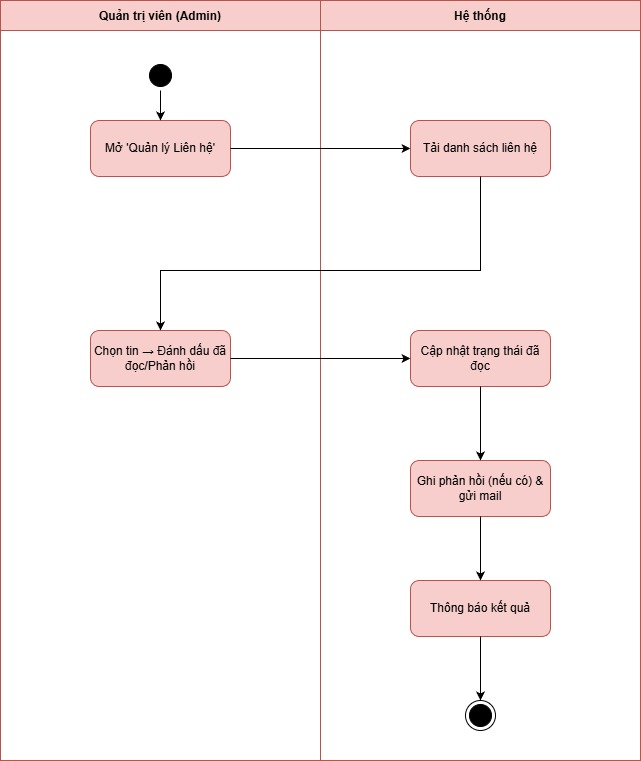 Quản trị viên (Admin)
Hệ thống
Mở 'Quản lý Liên hệ'
Tải danh sách liên hệ
Chọn tin → Đánh dấu đã
đọc/Phản hồi
Cập nhật trạng thái đã
đọc
Ghi phản hồi (nếu có) &
gửi mail
Thông báo kết quả